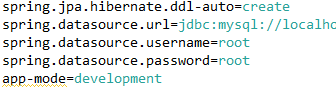 spring.jpa.hibernate.ddl-auto=create
spring.datasource.url=jdbc:mysql://localho
spring.datasource.username=root
spring.datasource.password=root
app-mode=development